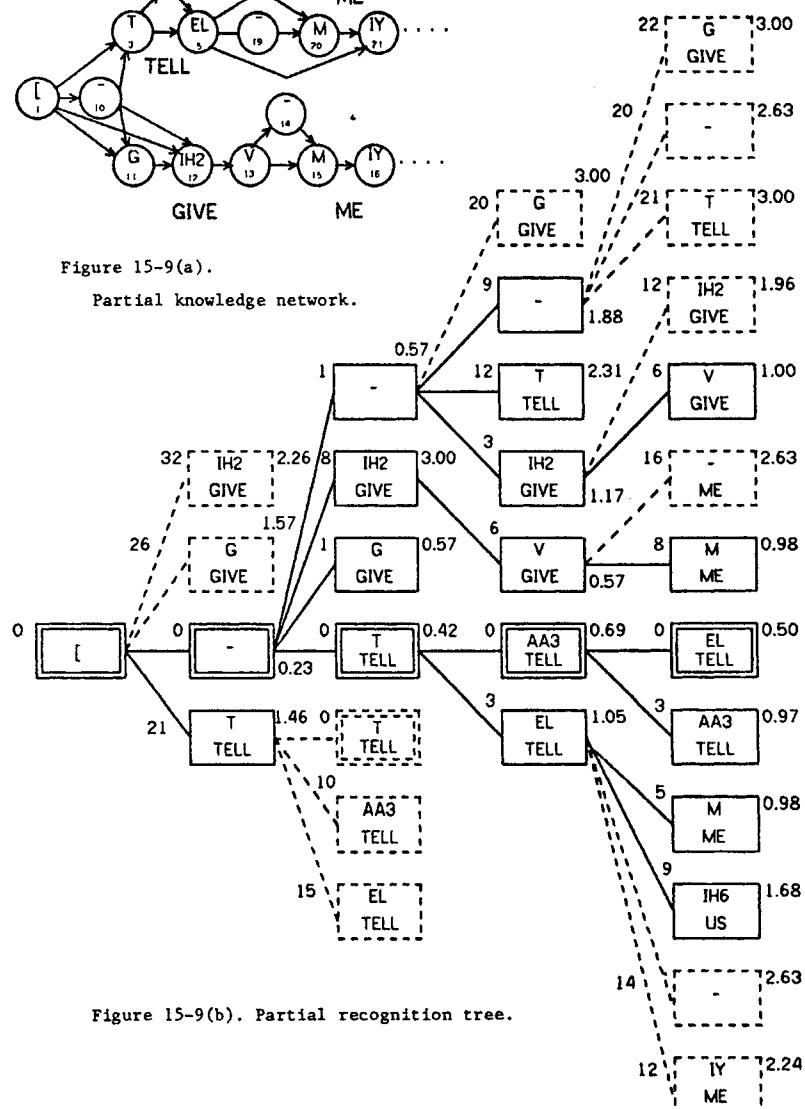 ME
T EL - M IY . . . .
3 5 19 20 21
TELL
[ -
1 10
-
14
G IH2 V M IY . . . .
11 12 13 15 16
GIVE ME
Figure 15-9(a).
Partial knowledge network.
22 G 3.00
GIVE
20 - 2.63
3.00
20 G 21 T 3.00
GIVE TELL
9 - 12 IH2 1.96
1.88 GIVE
0.57
1 - 12 T 2.31 6 V 1.00
TELL GIVE
32 IH2 2.26 8 IH2 3.00 3 IH2 16 - 2.63
GIVE GIVE GIVE 1.17 ME
1.57
26 G 1 G 0.57 6 V 8 M 0.98
GIVE GIVE GIVE 0.57 ME
0 [ 0 - 0 T 0.42 0 AA3 0.69 0 EL 0.50
0.23 TELL TELL TELL
21 T 1.46 0 T 3 EL 1.05 3 AA3 0.97
TELL TELL TELL TELL
10 AA3 5 M 0.98
TELL ME
15 EL 9 IH6 1.68
TELL US
14 - 2.63
Figure 15-9(b). Partial recognition tree.
12 IY 2.24
ME